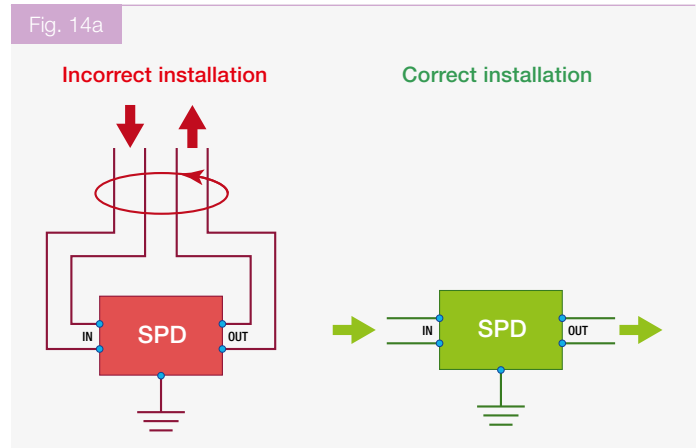 Fig. 14a
Incorrect installation
Correct installation
IN
SPD
OUT
IN
SPD
OUT